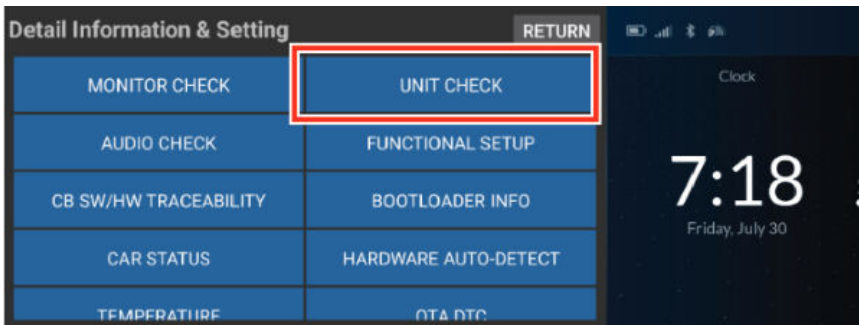 Detail Information & Setting RETURN
MONITOR CHECK UNIT CHECK
AUDIO CHECK FUNCTIONAL SETUP
CB SW/HW TRACEABILITY BOOTLOADER INFO
CAR STATUS HARDWARE AUTO-DETECT
TEMPERATURE OTA DTC
Clock
7:18
Friday, July 30